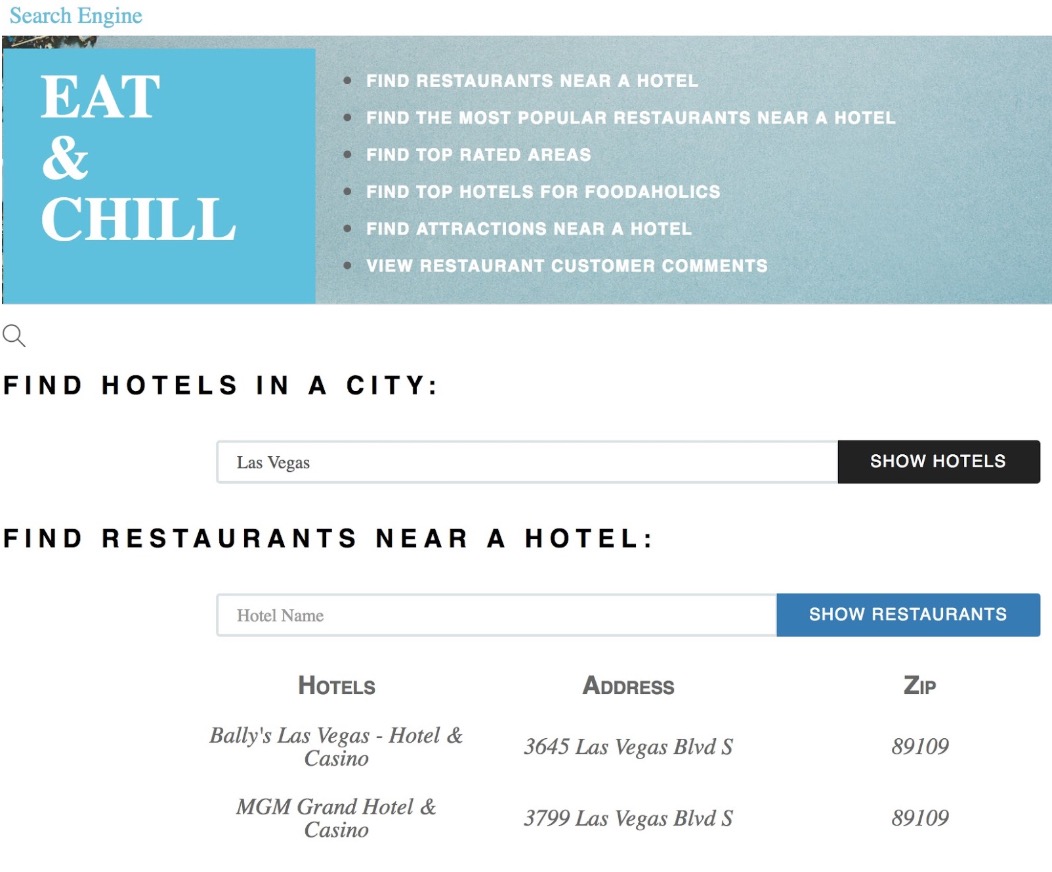 Search Engine
EAT
&
CHILL
FIND RESTAURANTS NEAR A HOTEL
FIND THE MOST POPULAR RESTAURANTS NEAR A HOTEL
FIND TOP RATED AREAS
FIND TOP HOTELS FOR FOODAHOLICS
FIND ATTRACTIONS NEAR A HOTEL
VIEW RESTAURANT CUSTOMER COMMENTS
FIND HOTELS IN A CITY:
Las Vegas SHOW HOTELS
FIND RESTAURANTS NEAR A HOTEL:
Hotel Name SHOW RESTAURANTS
HOTELS ADDRESS ZIP
Bally's Las Vegas - Hotel &
Casino 3645 Las Vegas Blvd S 89109
MGM Grand Hotel &
Casino 3799 Las Vegas Blvd S 89109